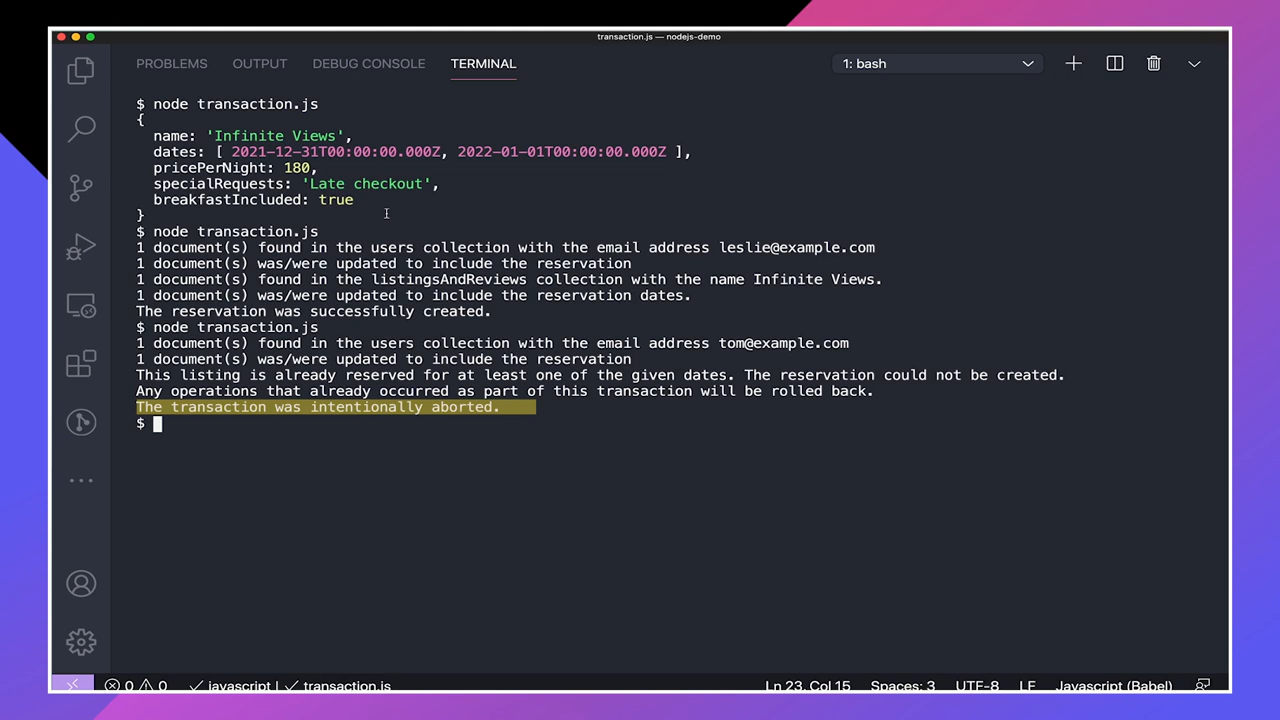 transaction.js — nodejs-demo
PROBLEMS OUTPUT DEBUG CONSOLE TERMINAL 1: bash
$ node transaction.js
{
name: 'Infinite Views',
dates: [ 2021-12-31T00:00:00.000Z, 2022-01-01T00:00:00.000Z ],
pricePerNight: 180,
specialRequests: 'Late checkout',
breakfastIncluded: true
}
$ node transaction.js
1 document(s) found in the users collection with the email address leslie@example.com
1 document(s) was/were updated to include the reservation
1 document(s) found in the listingsAndReviews collection with the name Infinite Views.
1 document(s) was/were updated to include the reservation dates.
The reservation was successfully created.
$ node transaction.js
1 document(s) found in the users collection with the email address tom@example.com
1 document(s) was/were updated to include the reservation
This listing is already reserved for at least one of the given dates. The reservation could not be created.
Any operations that already occurred as part of this transaction will be rolled back.
The transaction was intentionally aborted.
$
0 0 javascript | transaction.js Ln 23, Col 15 Spaces: 3 UTF-8 LF Javascript (Babel)